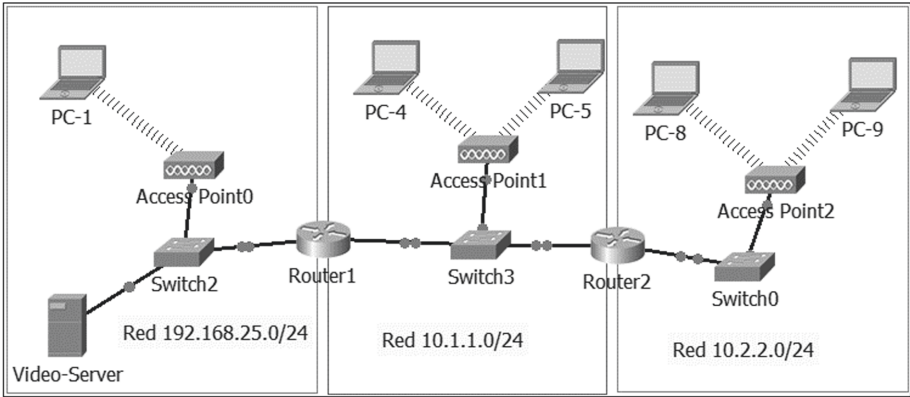 PC-1
Access Point0
Switch2
Router1
Video-Server
Red 192.168.25.0/24
PC-4
PC-5
Access Point1
Switch3
Router2
Red 10.1.1.0/24
PC-8
PC-9
Access Point2
Switch0
Red 10.2.2.0/24